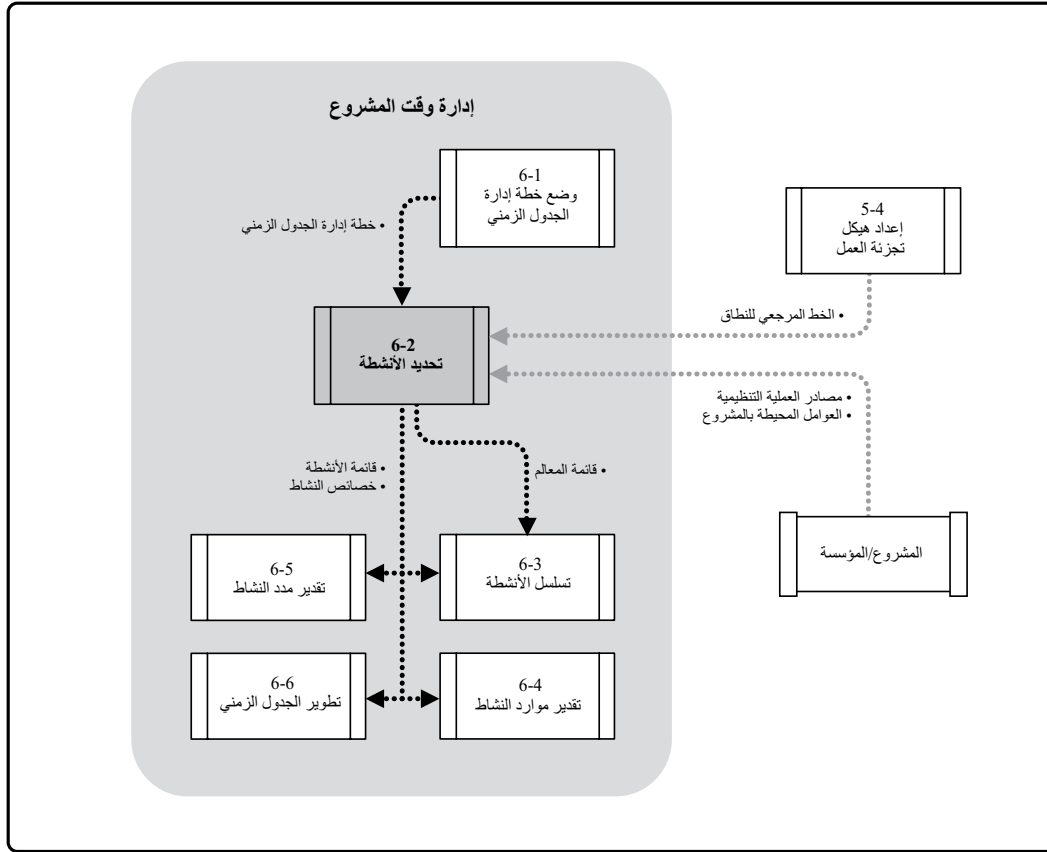 إدارة وقت المشروع
6-1
وضع خطة إدارة
الجدول الزمني
• خطة إدارة الجدول الزمني
5-4
إعداد هيكل
تجزئة العمل
• الخط المرجعي للنطاق
6-2
تحديد الأنشطة
• مصادر العملية التنظيمية
• العوامل المحيطة بالمشروع
• قائمة المعالم
• قائمة الأنشطة
• خصائص النشاط
المشروع/المؤسسة
6-3
تسلسل الأنشطة
6-5
تقدير مدد النشاط
6-4
تقدير موارد النشاط
6-6
تطوير الجدول الزمني